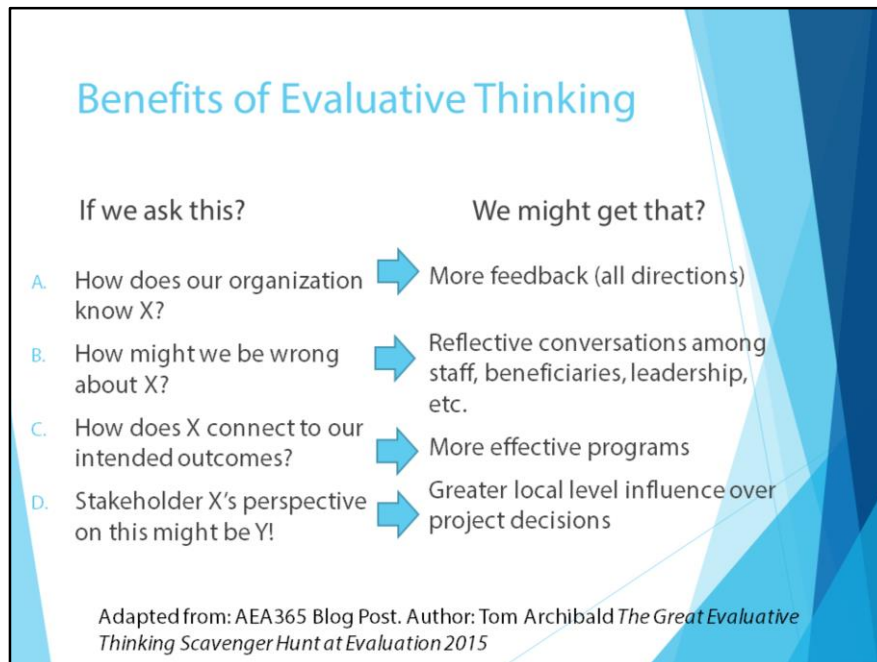 Benefits of Evaluative Thinking
If we ask this?
We might get that?
A. How does our organization
know X?
More feedback (all directions)
B. How might we be wrong
about X?
Reflective conversations among
staff, beneficiaries, leadership,
etc.
C. How does X connect to our
intended outcomes?
More effective programs
D. Stakeholder X's perspective
on this might be Y!
Greater local level influence over
project decisions
Adapted from: AEA365 Blog Post. Author: Tom Archibald The Great Evaluative
Thinking Scavenger Hunt at Evaluation 2015